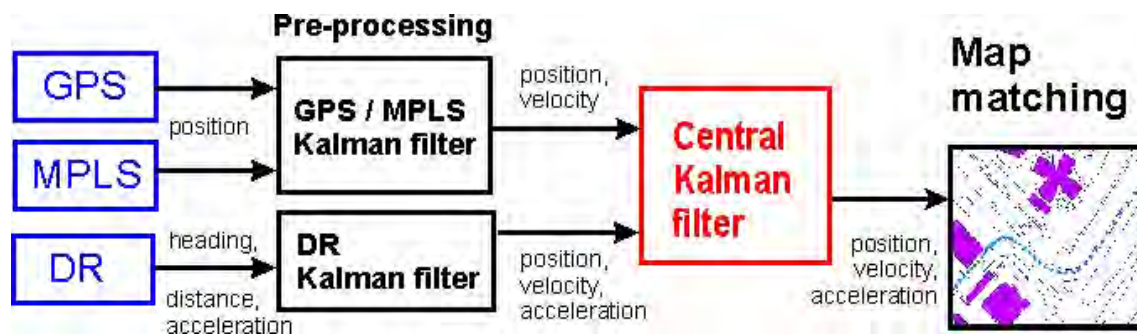 Pre-processing
GPS
MPLS
DR
position
heading,
distance,
acceleration
GPS / MPLS
Kalman filter
DR
Kalman filter
position,
velocity
position,
velocity,
acceleration
Central
Kalman
filter
position,
velocity,
acceleration
Map
matching